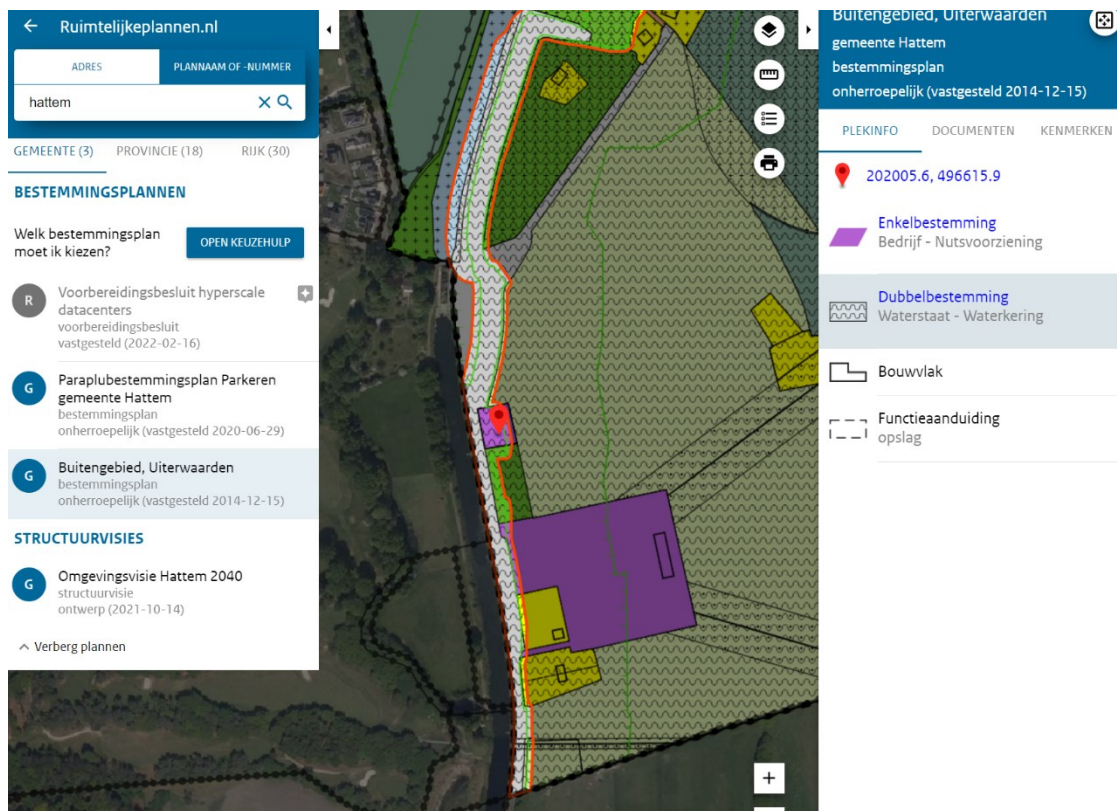 Ruimtelijkeplannen.nl
ADRES
PLANNAAM OF -NUMMER
hattem
GEMEENTE (3)
PROVINCIE (18)
RIJK (30)
BESTEMMINGSPLANNEN
Welk bestemmingsplan
moet ik kiezen?
OPEN KEUZEHULP
R
Voorbereidingsbesluit hyperscale
datacenters
voorbereidingsbesluit
vastgesteld (2022-02-16)
G
Paraplubestemmingsplan Parkeren
gemeente Hattem
bestemmingsplan
onherroepelijk (vastgesteld 2020-06-29)
G
Buitengebied, Uiterwaarden
bestemmingsplan
onherroepelijk (vastgesteld 2014-12-15)
STRUCTUURVISIES
G
Omgevingsvisie Hattem 2040
structuurvisie
ontwerp (2021-10-14)
Verberg plannen
Buitengebied, Uiterwaarden
gemeente Hattem
bestemmingsplan
onherroepelijk (vastgesteld 2014-12-15)
PLEKINFO
DOCUMENTEN
KENMERKEN
202005.6, 496615.9
Enkelbestemming
Bedrijf - Nutsvoorziening
Dubbelbestemming
Waterstaat - Waterkering
Bouwvlak
Functieaanduiding
opslag